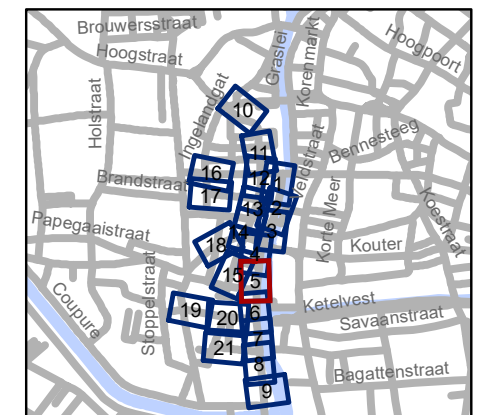 Brouwersstraat
Hoogstraat
Graslei
Korenmarkt
Hoogpoort
Holstraat
Ingelandgat
10
Veldstraat
Bennesteeg
11
16
12
1
Brandstraat
17
13
2
Koestraat
Papegaaistraat
18
14
3
Korte Meer
Kouter
4
15
5
Coupure
Stoppelstraat
Ketelvest
19
20
6
Savaanstraat
21
7
8
Bagattenstraat
9